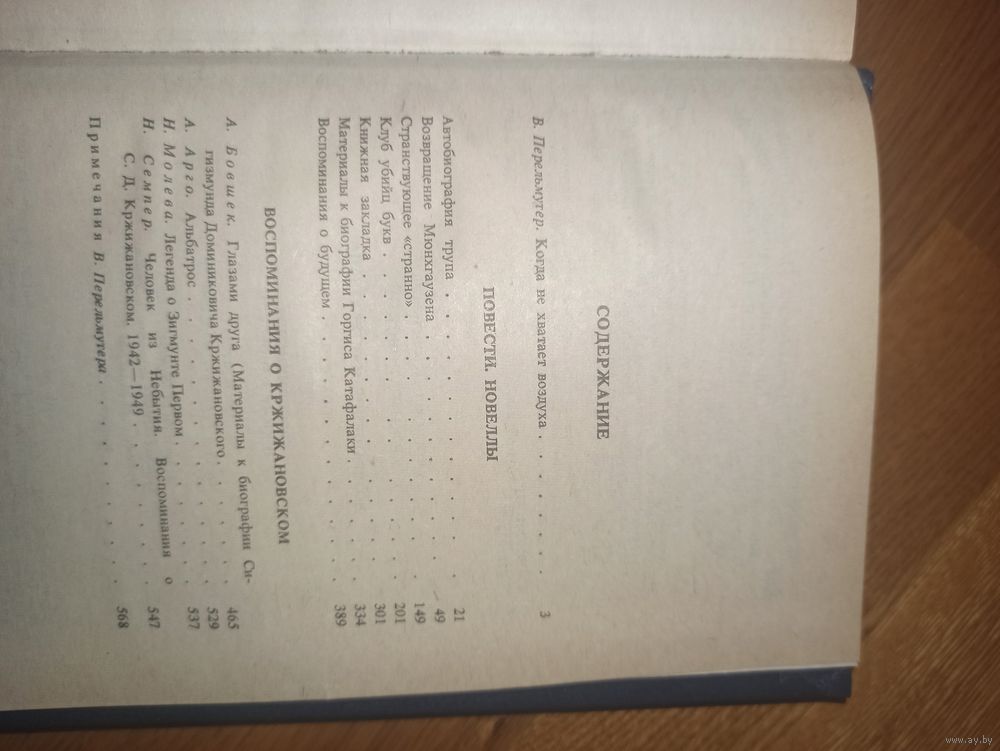 СОДЕРЖАНИЕ
В. Перельмутер. Когда не хватает воздуха . . . . . . . 3
ПОВЕСТИ. НОВЕЛЛЫ
Автобиография трупа . . . . . . . . . 21
Возвращение Мюнхгаузена . . . . . . . . 49
Странствующее «странно» . . . . . . . . 149
Клуб убийц букв . . . . . . . . . . 201
Книжная закладка . . . . . . . . . . 301
Материалы к биографии Горгиса Катафалаки . . . . . 334
Воспоминания о будущем . . . . . . . . . 389
ВОСПОМИНАНИЯ О КРЖИЖАНОВСКОМ
А. Бовшек. Глазами друга (Материалы к биографии Си-
гизмунда Доминиковича Кржижановского . . . . . 465
А. Арго. Альбатрос . . . . . . . . . 529
Н. Молева. Легенда о Зигмунте Первом . . . . . . 537
Н. Семпер. Человек из Небытия. Воспоминания о
С. Д. Кржижановском. 1942—1949 . . . . . . 547
Примечания В. Перельмутера . . . . . . . 568
www.ay.by